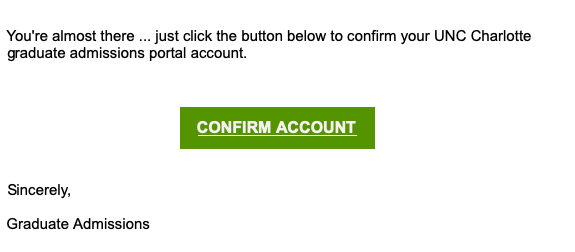 You're almost there ... just click the button below to confirm your UNC Charlotte
graduate admissions portal account.
CONFIRM ACCOUNT
Sincerely,
Graduate Admissions